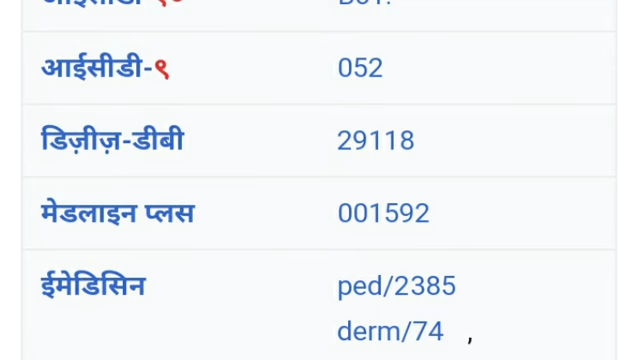 आईसीडी-९ 052
डिज़ीज़-डीबी 29118
मेडलाइन प्लस 001592
ईमेडिसिन ped/2385
derm/74 ,